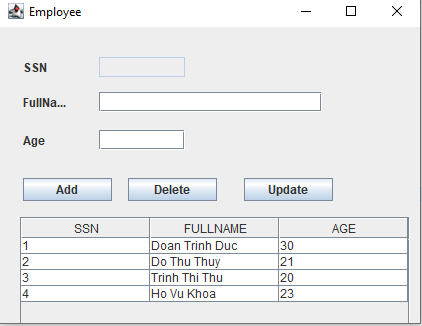 Employee
SSN
FullNa...
Age
Add Delete Update
SSN FULLNAME AGE
1 Doan Trinh Duc 30
2 Do Thu Thuy 21
3 Trinh Thi Thu 20
4 Ho Vu Khoa 23